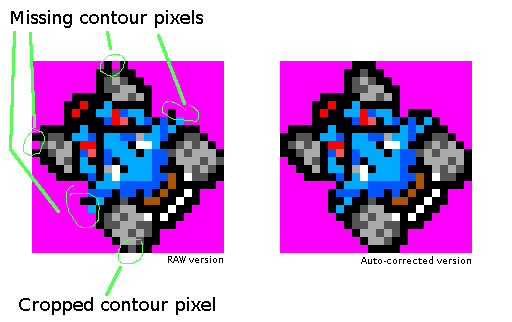 Missing contour pixels
RAW version
Auto-corrected version
Cropped contour pixel